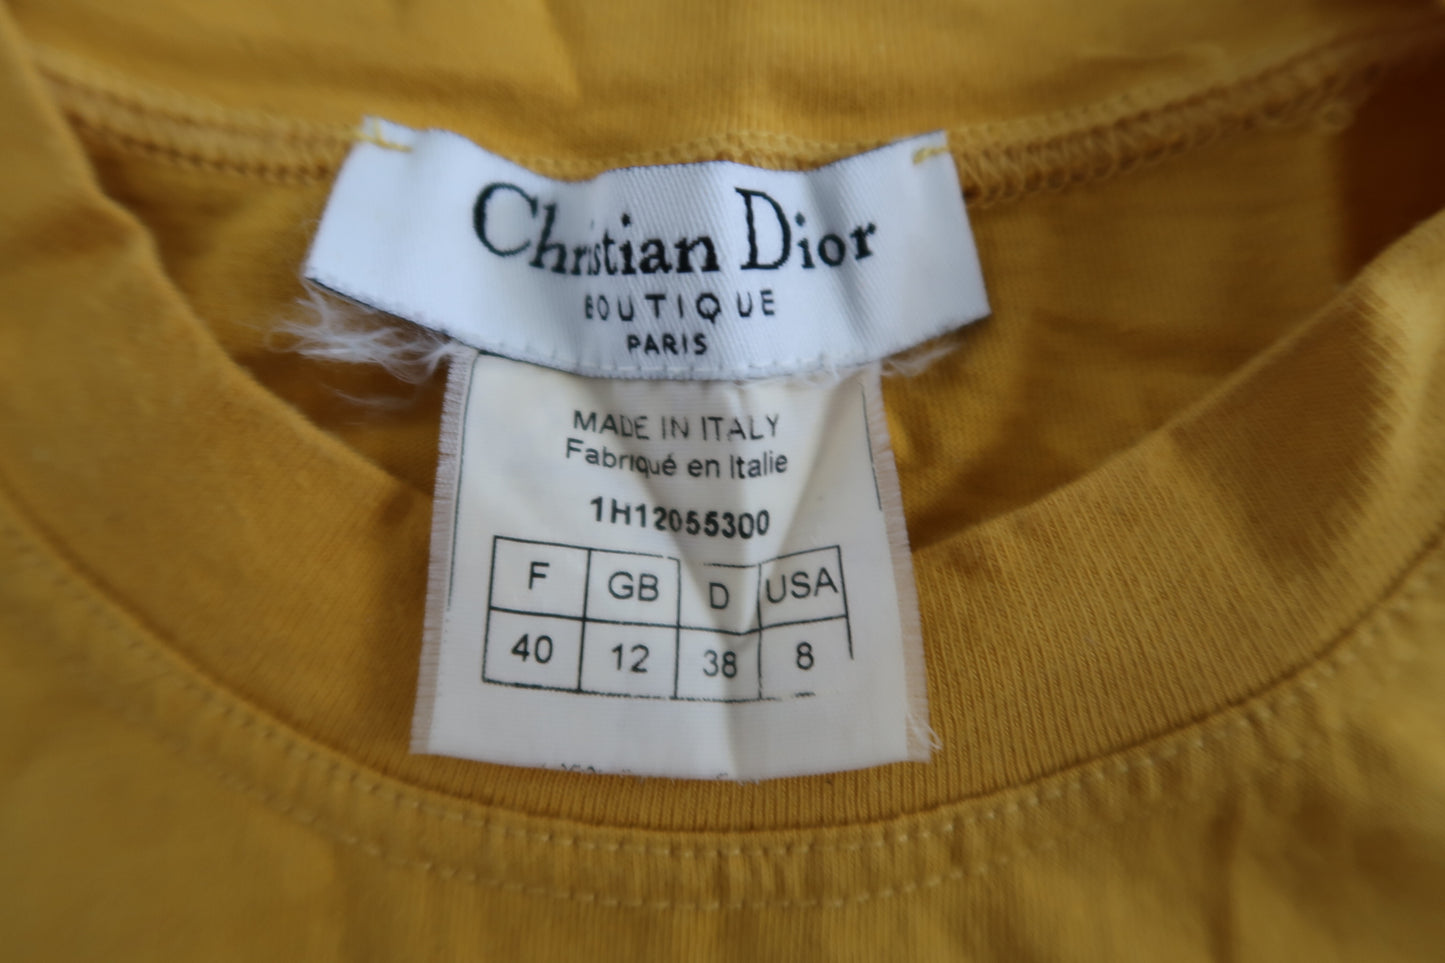 Christian Dior
BOUTIQUE
PARIS
MADE IN ITALY
Fabriqué en Italie
1H12055300
F GB D USA
40 12 38 8